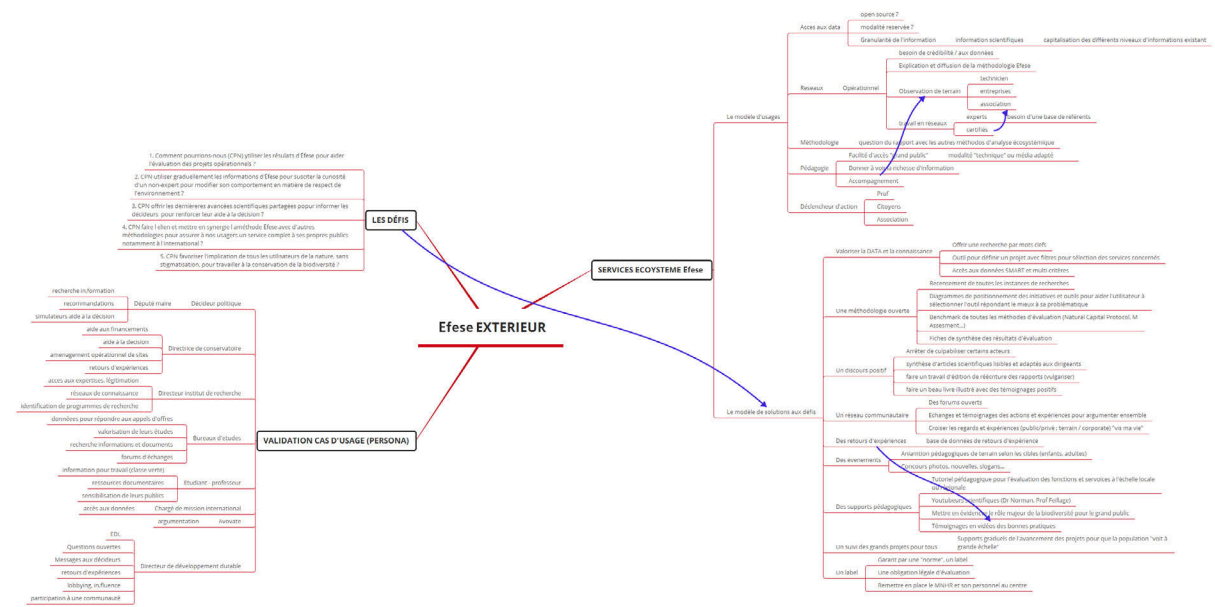 Efese EXTERIEUR
LES DÉFIS
1. Comment pourrions-nous (CPN) ytiliser les résulats d'Efese pour aider
l'évaluation des projets opérationnels ?
2. CPN utiliser graduellement les informations d'Éfese pour susciter la curiosité
d'un non-expert pour modifier son comportement en matière de respect de
l'environnement ?
3. CPN offrir les dernièreres avancées scientifiques partagées popur informer les
décideurs pour renforcer leur aide à la décision ?
4. CPN faire l ellen et mettre en synergie l améthode Efese avec d'autres
méthodologies pour assurer à nos usagers un service complet à ses propres publics
notamment à l'international ?
5. CPN favoriser l'implication de tous les utilisateurs de la nature, sans
stigmatisation, pour travailler à la conservation de la biodiversité ?
VALIDATION CAS D'USAGE (PERSONA)
Décideur politique
Député maire
recherche information
recommandations
simulateurs aide à la décision
Directrice de conservatoire
aide aux financements
aide à la decision
amenagement opérationnel de sites
retours d'expériences
Directeur institut de recherche
acces aux expertises, légitimation
réseaux de connaissance
identification de programmes de recherche
Bureaux d'études
données pour répondre aux appels d'offres
valorisation de leurs études
recherche informations et documents
forums d'échanges
Etudiant - professeur
information pour travail (classe verte)
ressources documentaires
sensibilisation de leurs publics
Chargé de mission international
accès aux données
Avovate
argumentation
Directeur de développement durable
EDL
Questions ouvertes
Messages aux décideurs
retours d'expériences
lobbying, influence
participation à une communauté
SERVICES ECOYSTEME Efese
Le modèle d'usages
Acces aux data
open source ?
modalité reservée ?
Granularité de l'information
information scientifiques
capitalisation des différents niveaux d'informations existant
Reseaux
Opérationnel
besoin de crédibilité / aux données
Explication et diffusion de la méthodologie Efese
Observation de terrain
technicien
entreprises
association
travail en réseaux
experts
besoin d'une base de référents
certifiés
Méthodologie
question du rapport avec les autres méthodos d'analyse écosystémique
Pédagogie
Facilité d'accès "grand public"
modalité "technique" ou média adapté
Donner à voir la richesse d'information
Accompagnement
Déclencheur d'action
Prof
Citoyens
Association
Le modèle de solutions aux défis
Valoriser la DATA et la connaissance
Offrir une recherche par mots clefs
Outil pour définir un projet avec filtres pour sélection des services concernés
Accès aux données SMART et multi-critères
Une méthodologie ouverte
Recensement de toutes les instances de recherches
Diagrammes de positionnement des initiatives et outils pour aider l'utilisateur à
sélectionner l'outil répondant le mieux à sa problématique
Benchmark de toutes les méthodes d'évaluation (Natural Capital Protocol, M
Assesment...)
Fiches de synthèse des résultats d'évaluation
Un discours positif
Arrêter de culpabiliser certains acteurs
synthèse d'articles scientifiques lisibles et adaptés aux dirigeants
faire un travail d'édition de réécriture des rapports (vulgariser)
faire un beau livre illustré avec des témoignages positifs
Un réseau communautaire
Des forums ouverts
Echanges et témoignages des actions et expériences pour argumenter ensemble
Croiser les regards et éxpériences (public/privé ; terrain / corporate) "vis ma vie"
Des retours d'expériences
base de données de retours d'expérience
Des évenements
Aniamtion pédagogiques de terrain selon les cibles (enfants, adultes)
Concours photos, nouvelles, slogans...
Des supports pédagogiques
Tutoriel péfdagogique pour l'évaluation des fonctions et servoices à l'échelle locale
ou nationale
Youtubeurs scientifiques (Dr Norman, Prof Feillage)
Mettre en évidence le rôle majeur de la biodiversité pour le grand public
Témoignages en vidéos des bonnes pratiques
Un suivi des grands projets pour tous
Supports graduels de l'avancement des projets pour que la population "voit à
grande échelle"
Un label
Garant par une "norme", un label
Une obligation légale d'évaluation
Remettre en place le MNHR et son personnel au centre